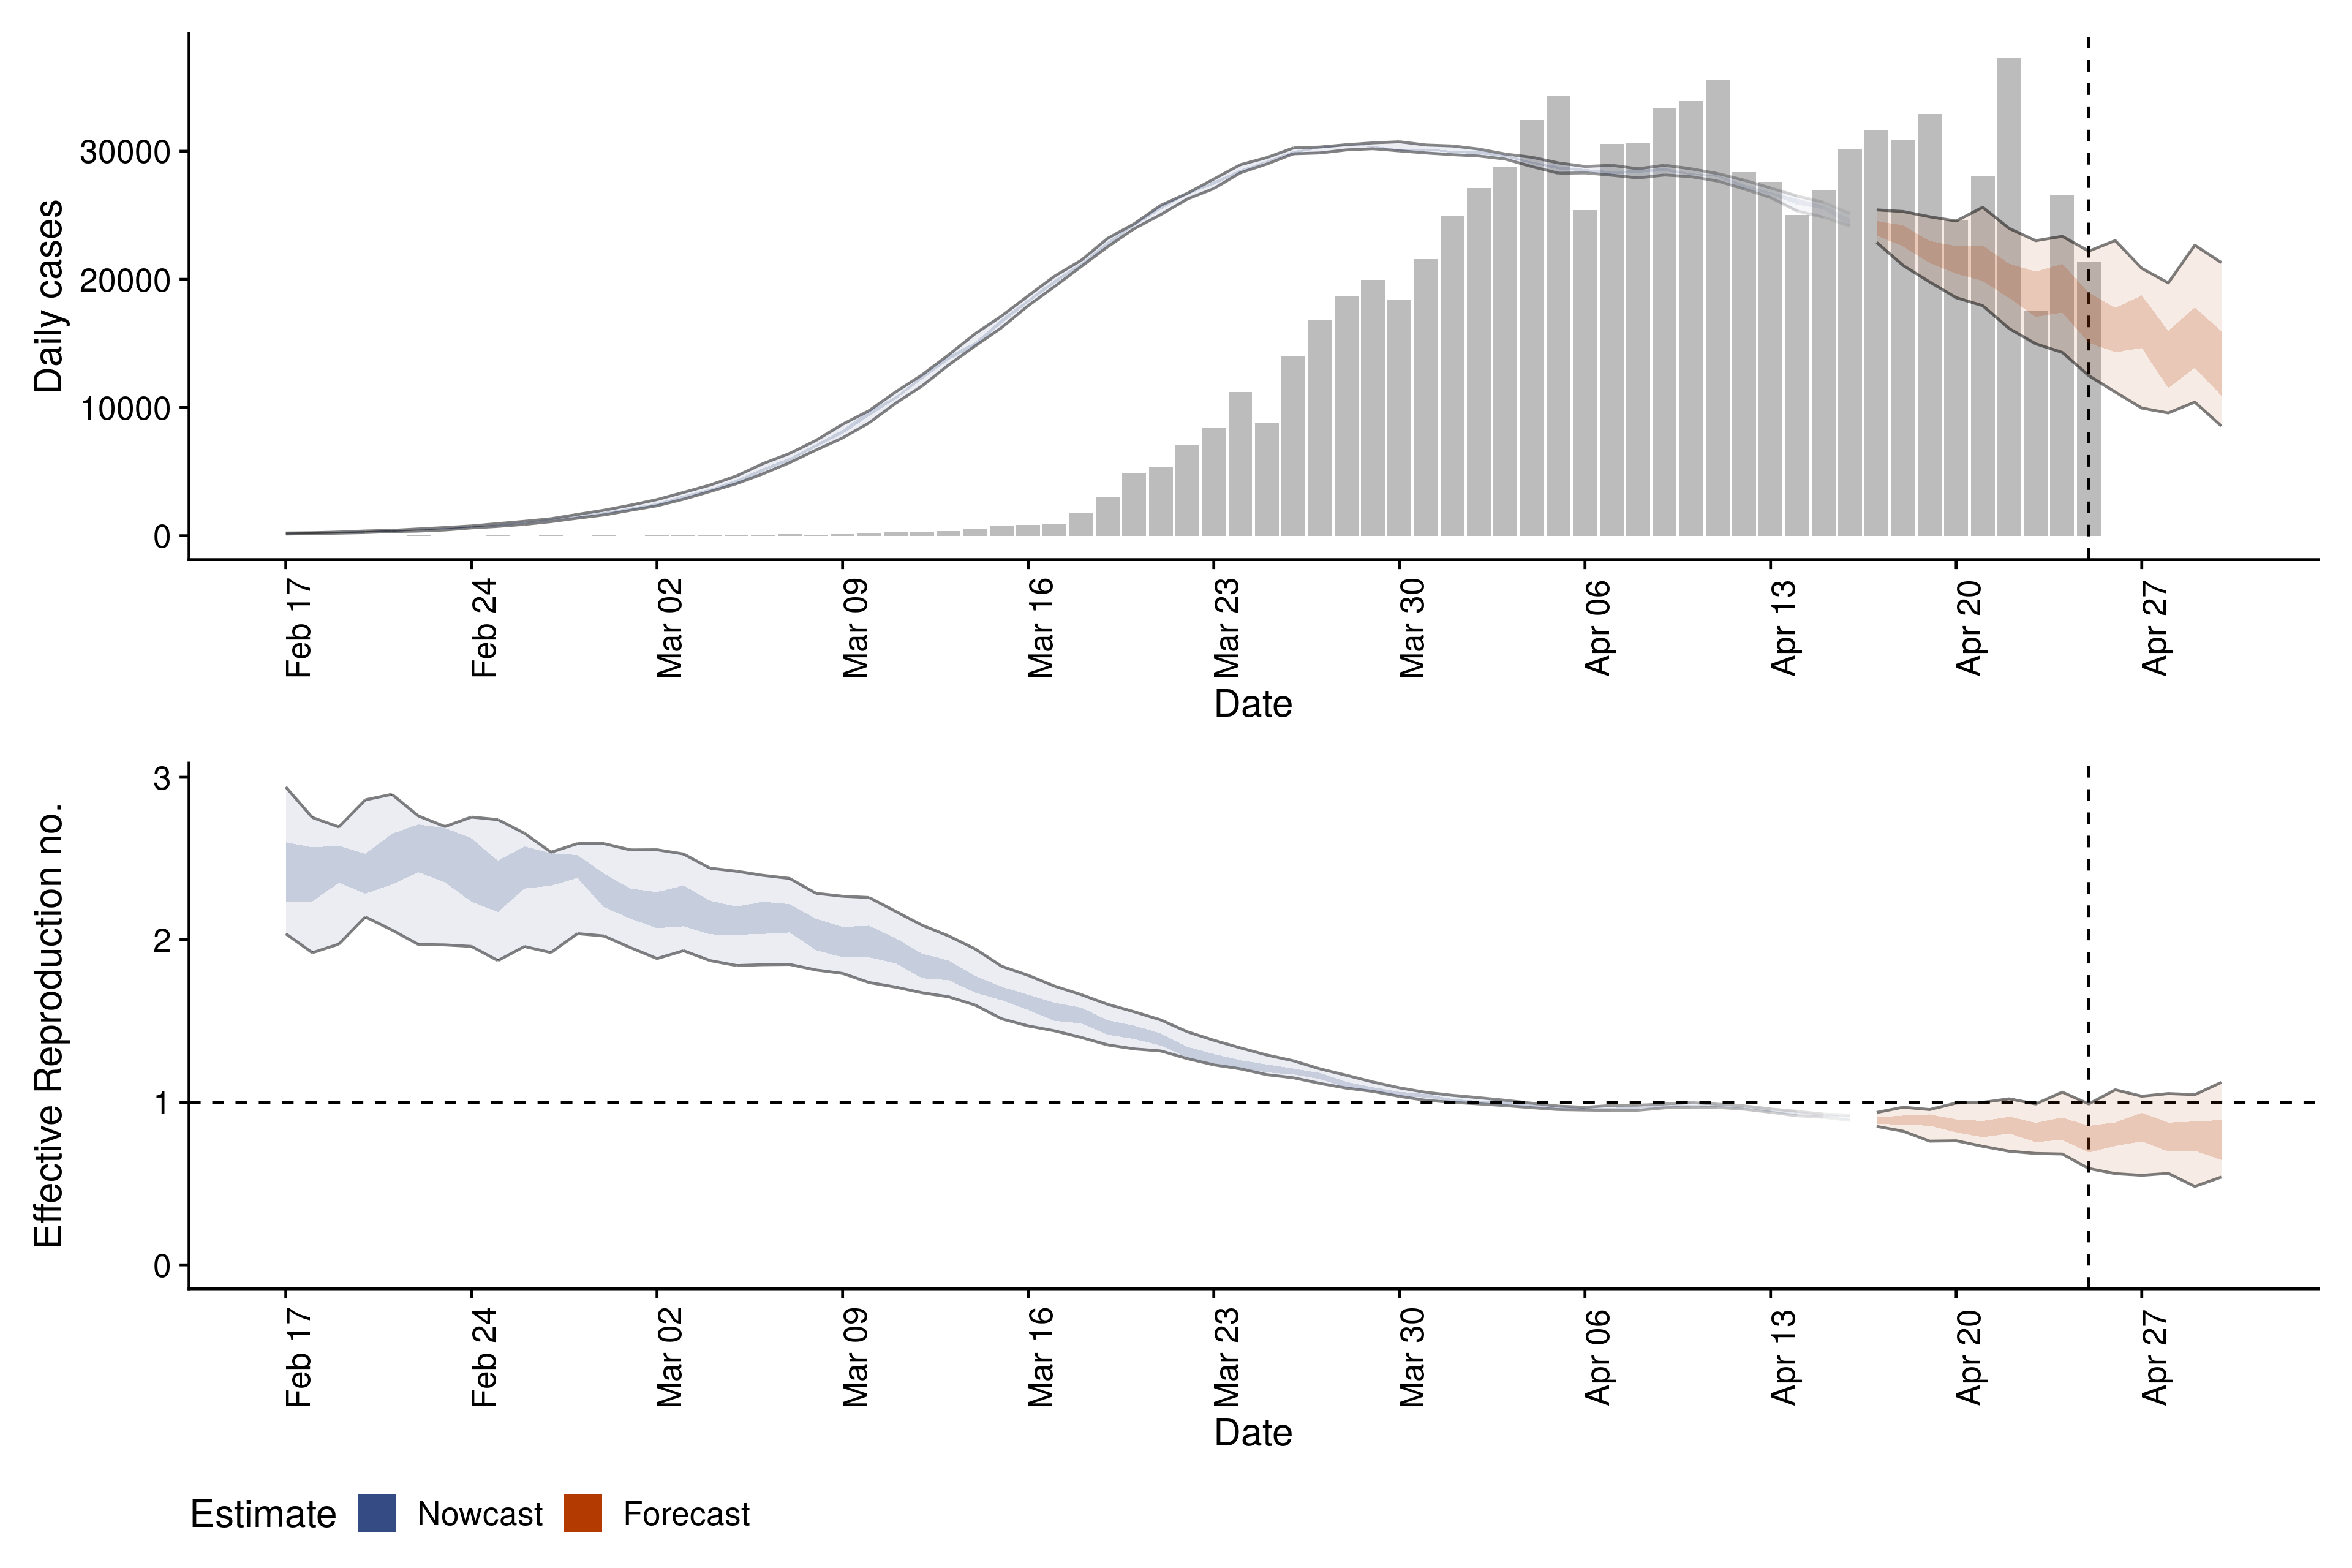 Daily cases
30000
20000
10000
0
Feb 17
Feb 24
Mar 02
Mar 09
Mar 16
Mar 23
Mar 30
Apr 06
Apr 13
Apr 20
Apr 27
Date
Effective Reproduction no.
3
2
1
0
Feb 17
Feb 24
Mar 02
Mar 09
Mar 16
Mar 23
Mar 30
Apr 06
Apr 13
Apr 20
Apr 27
Date
Estimate Nowcast Forecast